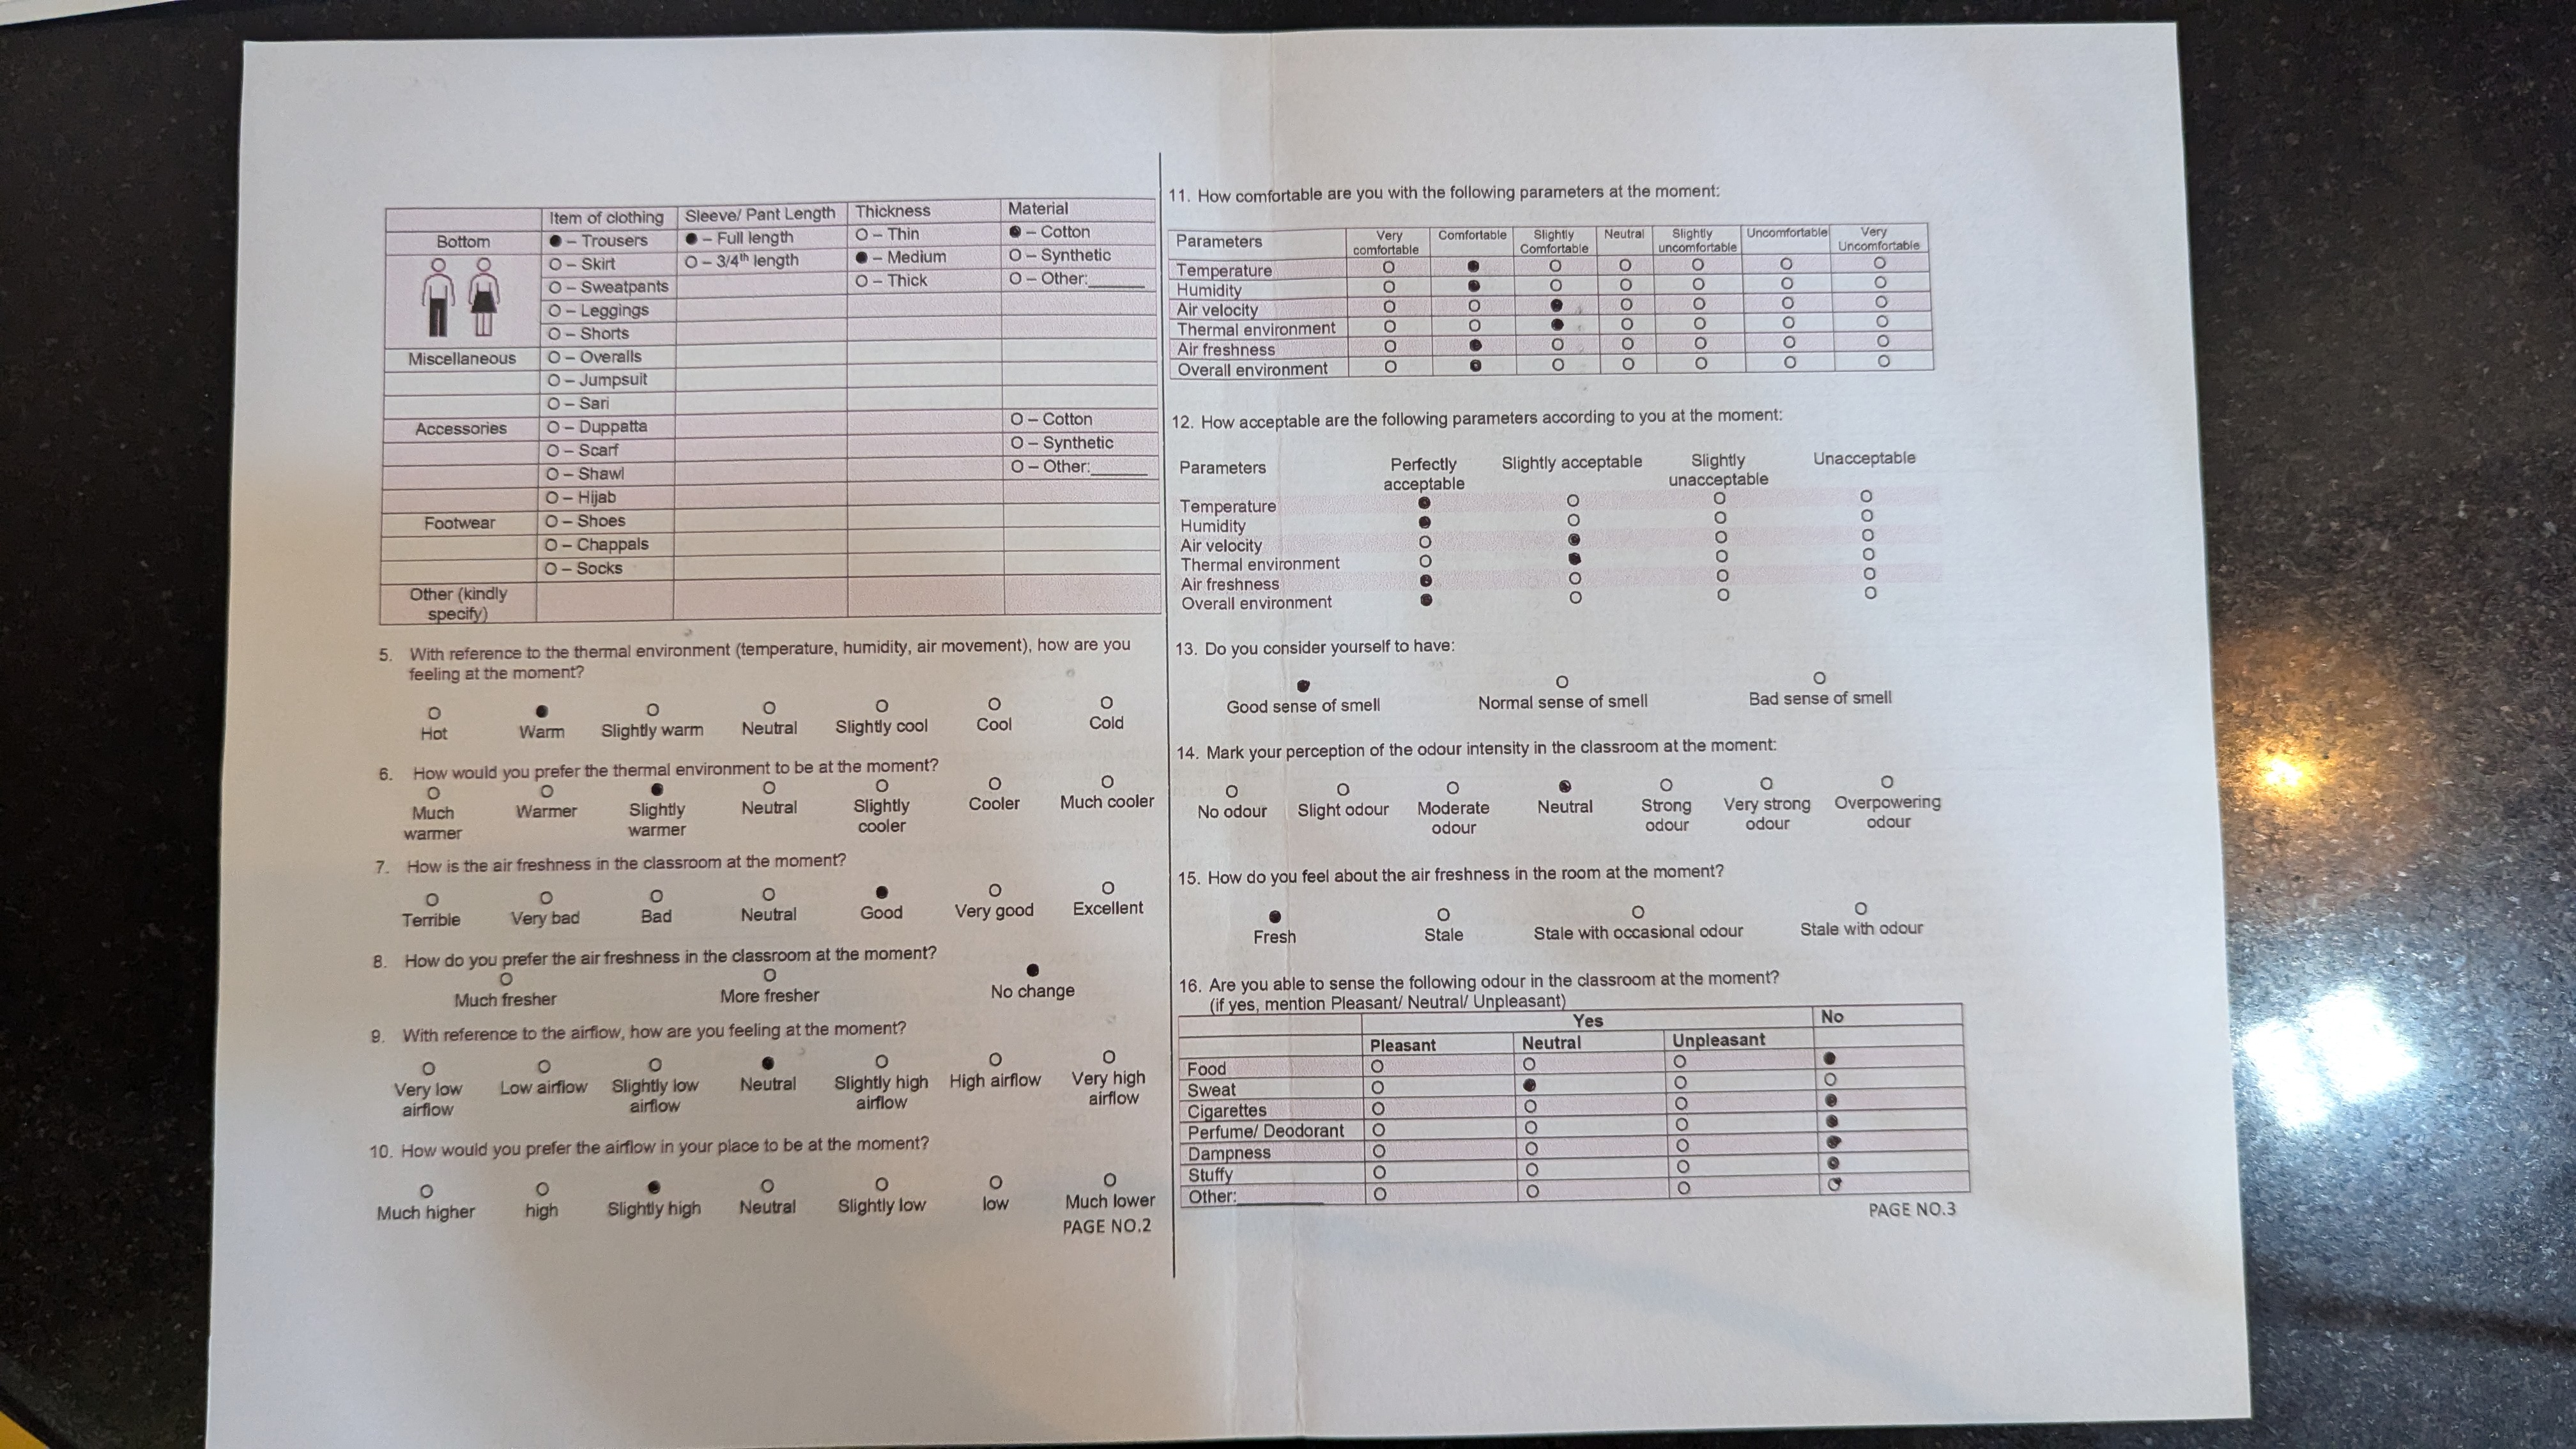 Item of clothing Sleeve/ Pant Length Thickness Material
Bottom ● – Trousers ● – Full length O – Thin ● – Cotton
O – Skirt O – 3/4th length ● – Medium O – Synthetic
O – Sweatpants O – Thick O – Other:______
O – Leggings
O – Shorts
Miscellaneous O – Overalls
O – Jumpsuit
O – Sari
Accessories O – Duppatta O – Cotton
O – Scarf O – Synthetic
O – Shawl O – Other:______
O – Hijab
Footwear O – Shoes
O – Chappals
O – Socks
Other (kindly
specify)
5. With reference to the thermal environment (temperature, humidity, air movement), how are you
feeling at the moment?
O ● O O O O O
Hot Warm Slightly warm Neutral Slightly cool Cool Cold
6. How would you prefer the thermal environment to be at the moment?
O O ● O O O O
Much Warmer Slightly Neutral Slightly Cooler Much cooler
warmer warmer cooler
7. How is the air freshness in the classroom at the moment?
O O O O ● O O
Terrible Very bad Bad Neutral Good Very good Excellent
8. How do you prefer the air freshness in the classroom at the moment?
O O ●
Much fresher More fresher No change
9. With reference to the airflow, how are you feeling at the moment?
O O O ● O O O
Very low Low airflow Slightly low Neutral Slightly high High airflow Very high
airflow airflow airflow airflow
10. How would you prefer the airflow in your place to be at the moment?
O O ● O O O O
Much higher high Slightly high Neutral Slightly low low Much lower
PAGE NO.2
11. How comfortable are you with the following parameters at the moment:
Parameters Very Comfortable Slightly Neutral Slightly Uncomfortable Very
comfortable Comfortable uncomfortable Uncomfortable
Temperature O ● O O O O O
Humidity O ● O O O O O
Air velocity O O ● O O O O
Thermal environment O O ● O O O O
Air freshness O ● O O O O O
Overall environment O ● O O O O O
12. How acceptable are the following parameters according to you at the moment:
Parameters Perfectly Slightly acceptable Slightly Unacceptable
acceptable unacceptable
Temperature ● O O O
Humidity ● O O O
Air velocity O ● O O
Thermal environment O ● O O
Air freshness ● O O O
Overall environment ● O O O
13. Do you consider yourself to have:
● O O
Good sense of smell Normal sense of smell Bad sense of smell
14. Mark your perception of the odour intensity in the classroom at the moment:
O O O ● O O O
No odour Slight odour Moderate Neutral Strong Very strong Overpowering
odour odour odour odour
15. How do you feel about the air freshness in the room at the moment?
● O O O
Fresh Stale Stale with occasional odour Stale with odour
16. Are you able to sense the following odour in the classroom at the moment?
(if yes, mention Pleasant/ Neutral/ Unpleasant)
Yes No
Pleasant Neutral Unpleasant
Food O O O ●
Sweat O ● O O
Cigarettes O O O ●
Perfume/ Deodorant O O O ●
Dampness O O O ●
Stuffy O O O ●
Other:__________ O O O ●
PAGE NO.3